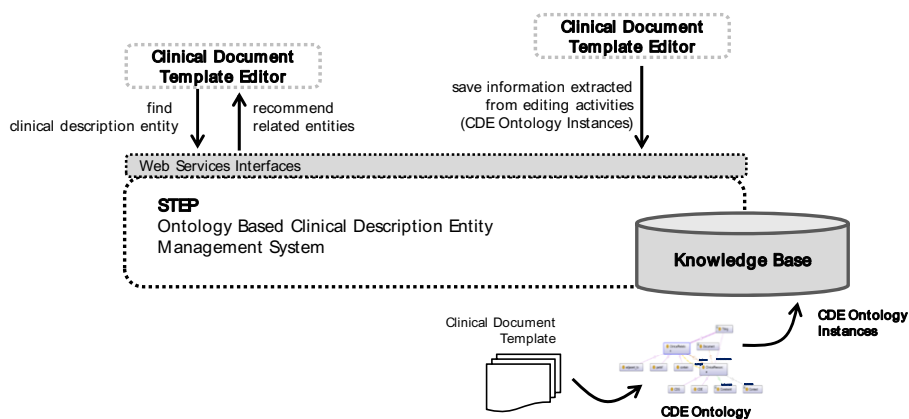 Clinical Document
Template Editor
Clinical Document
Template Editor
find
clinical description entity
recommend
related entities
save information extracted
from editing activities
(CDE Ontology Instances)
Web Services Interfaces
STEP
Ontology Based Clinical Description Entity
Management System
Knowledge Base
Clinical Document
Template
CDE Ontology
Instances
CDE Ontology